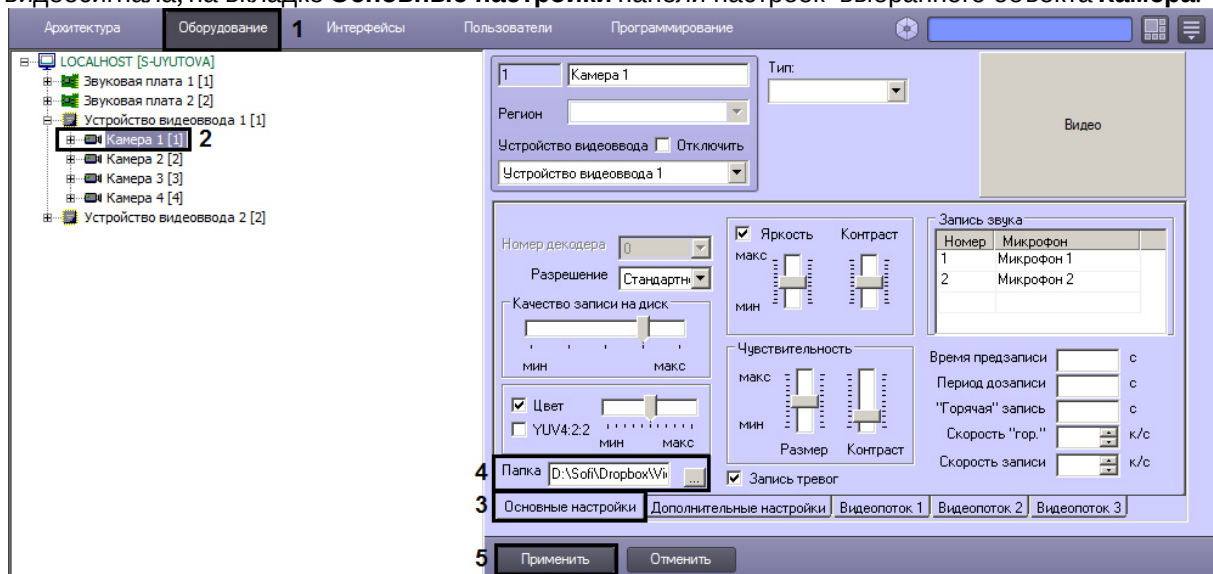 видеосигнала, на вкладке Основные настройки панели настроек выбранного объекта Камера.
Архитектура Оборудование 1 Интерфейсы Пользователи Программирование
LOCALHOST [S-UYUTOVA]
Звуковая плата 1 [1]
Звуковая плата 2 [2]
Устройство видеоввода 1 [1]
Камера 1 [1] 2
Камера 2 [2]
Камера 3 [3]
Камера 4 [4]
Устройство видеоввода 2 [2]
1 Камера 1
Тип:
Регион
Устройство видеоввода Отключить
Устройство видеоввода 1
Видео
Номер декодера 0
Разрешение Стандартн
Качество записи на диск
мин макс
Цвет
YUV4:2:2
мин макс
4 Папка D:\Sofi\Dropbox\Vi ...
Яркость Контраст
макс
мин
Чувствительность
макс
мин
Размер Контраст
Запись тревог
Запись звука
Номер Микрофон
1 Микрофон 1
2 Микрофон 2
Время предзаписи с
Период дозаписи с
"Горячая" запись с
Скорость "гор." к/с
Скорость записи к/с
3 Основные настройки Дополнительные настройки Видеопоток 1 Видеопоток 2 Видеопоток 3
5 Применить Отменить